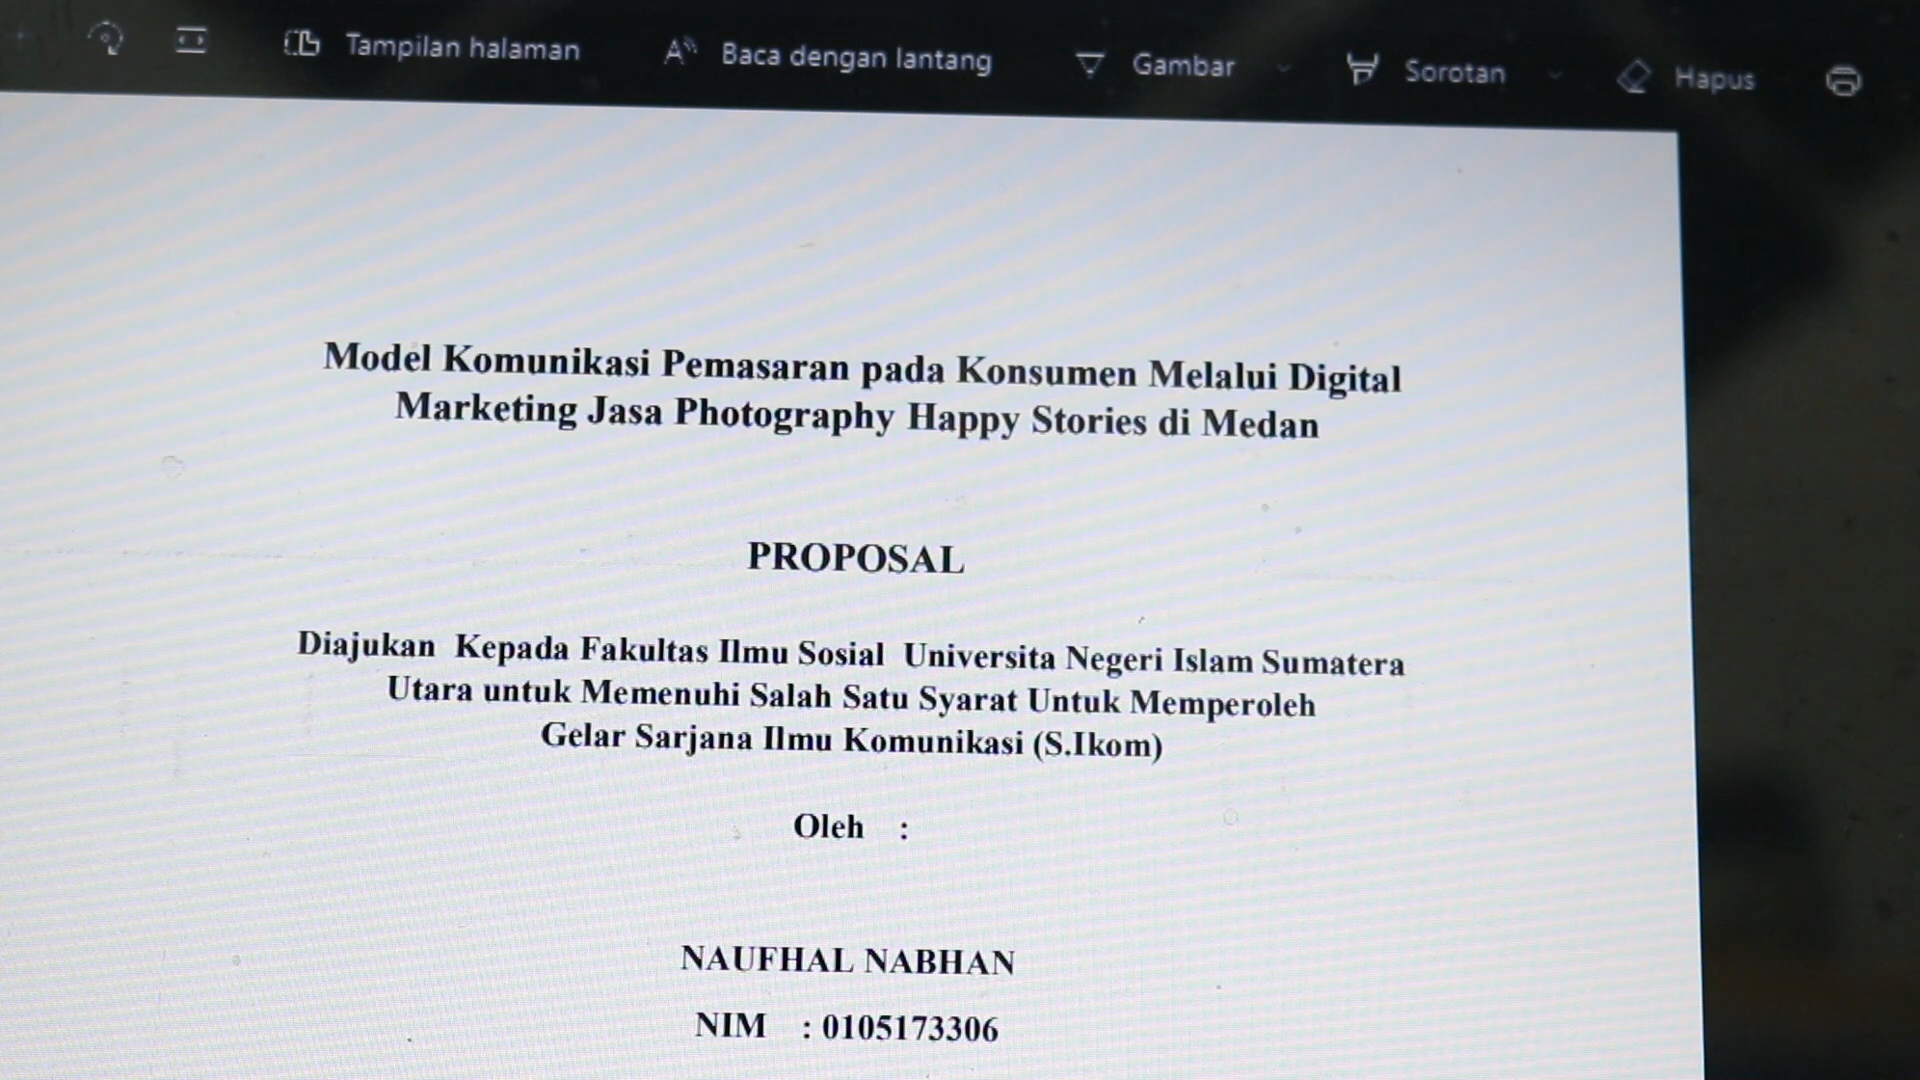 Tampilan halaman Baca dengan lantang Gambar Sorotan Hapus
Model Komunikasi Pemasaran pada Konsumen Melalui Digital
Marketing Jasa Photography Happy Stories di Medan
PROPOSAL
Diajukan Kepada Fakultas Ilmu Sosial Universita Negeri Islam Sumatera
Utara untuk Memenuhi Salah Satu Syarat Untuk Memperoleh
Gelar Sarjana Ilmu Komunikasi (S.Ikom)
Oleh :
NAUFHAL NABHAN
NIM : 0105173306